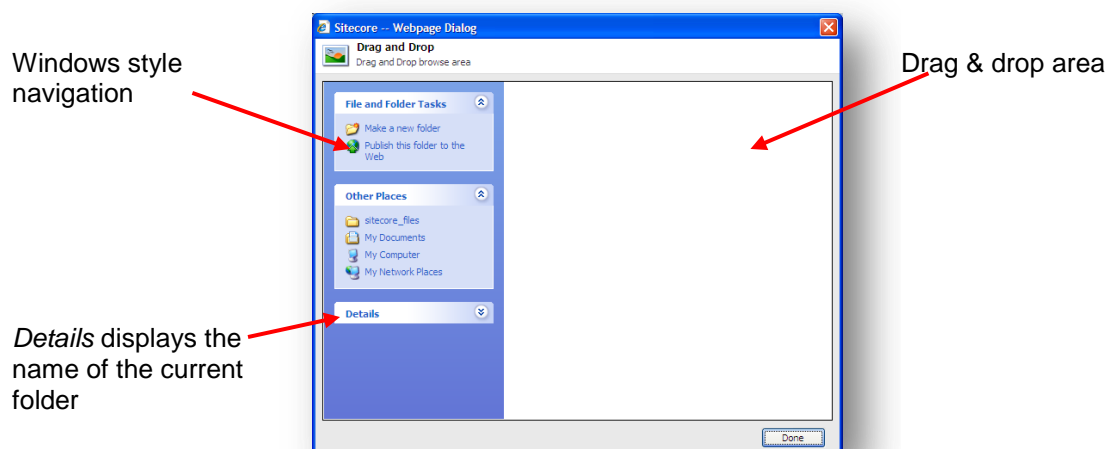 Sitecore -- Webpage Dialog
Drag and Drop
Drag and Drop browse area
Windows style
navigation
Drag & drop area
File and Folder Tasks
Make a new folder
Publish this folder to the
Web
Other Places
sitecore_files
My Documents
My Computer
My Network Places
Details
Details displays the
name of the current
folder
Done